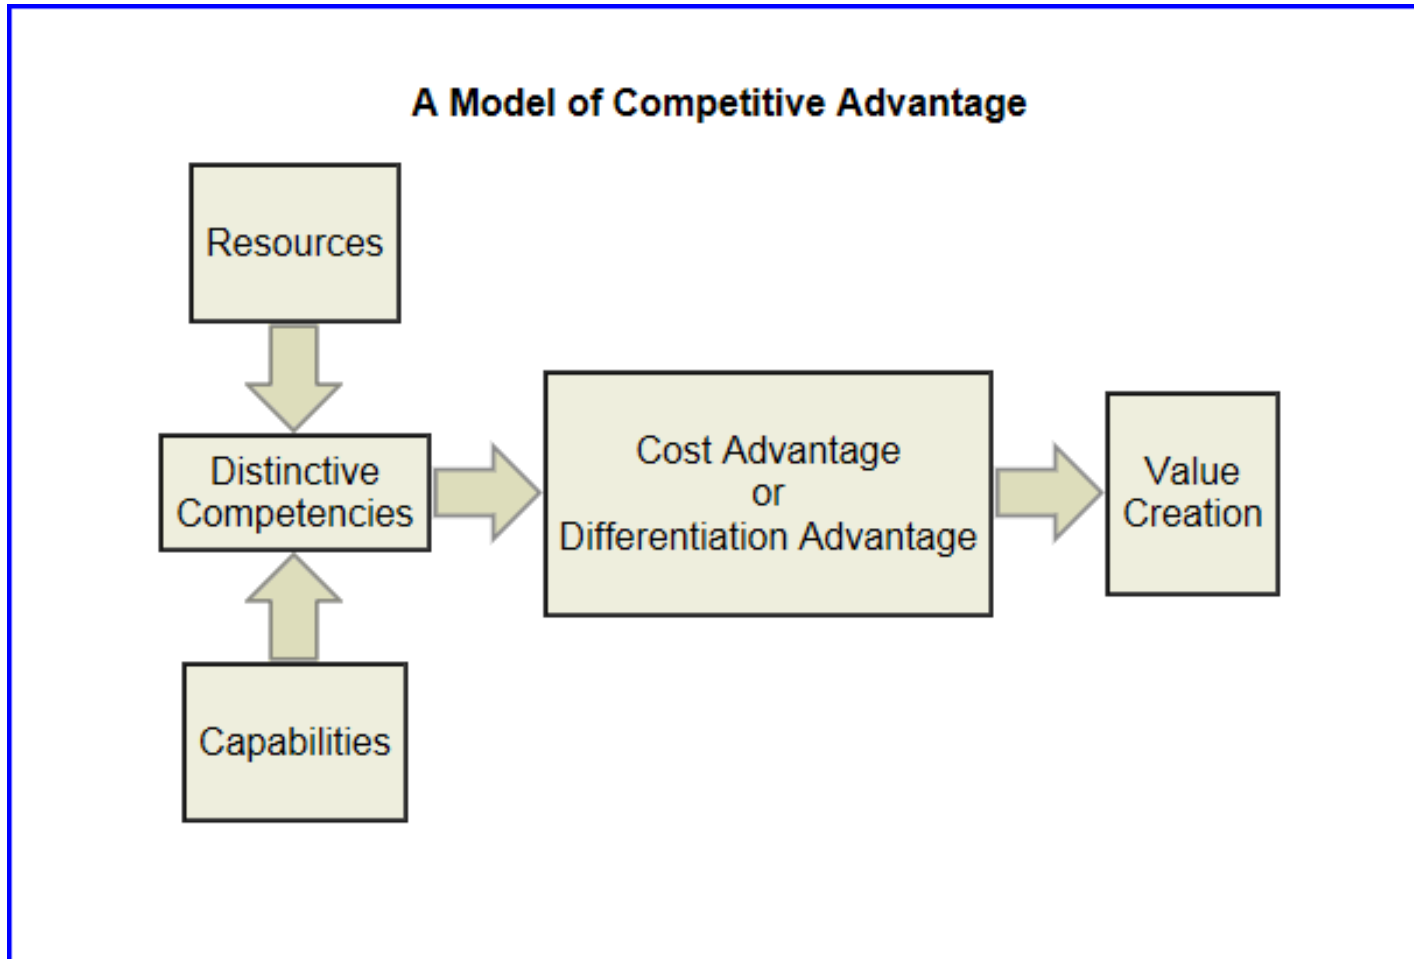 A Model of Competitive Advantage
Resources
Distinctive
Competencies
Capabilities
Cost Advantage
or
Differentiation Advantage
Value
Creation